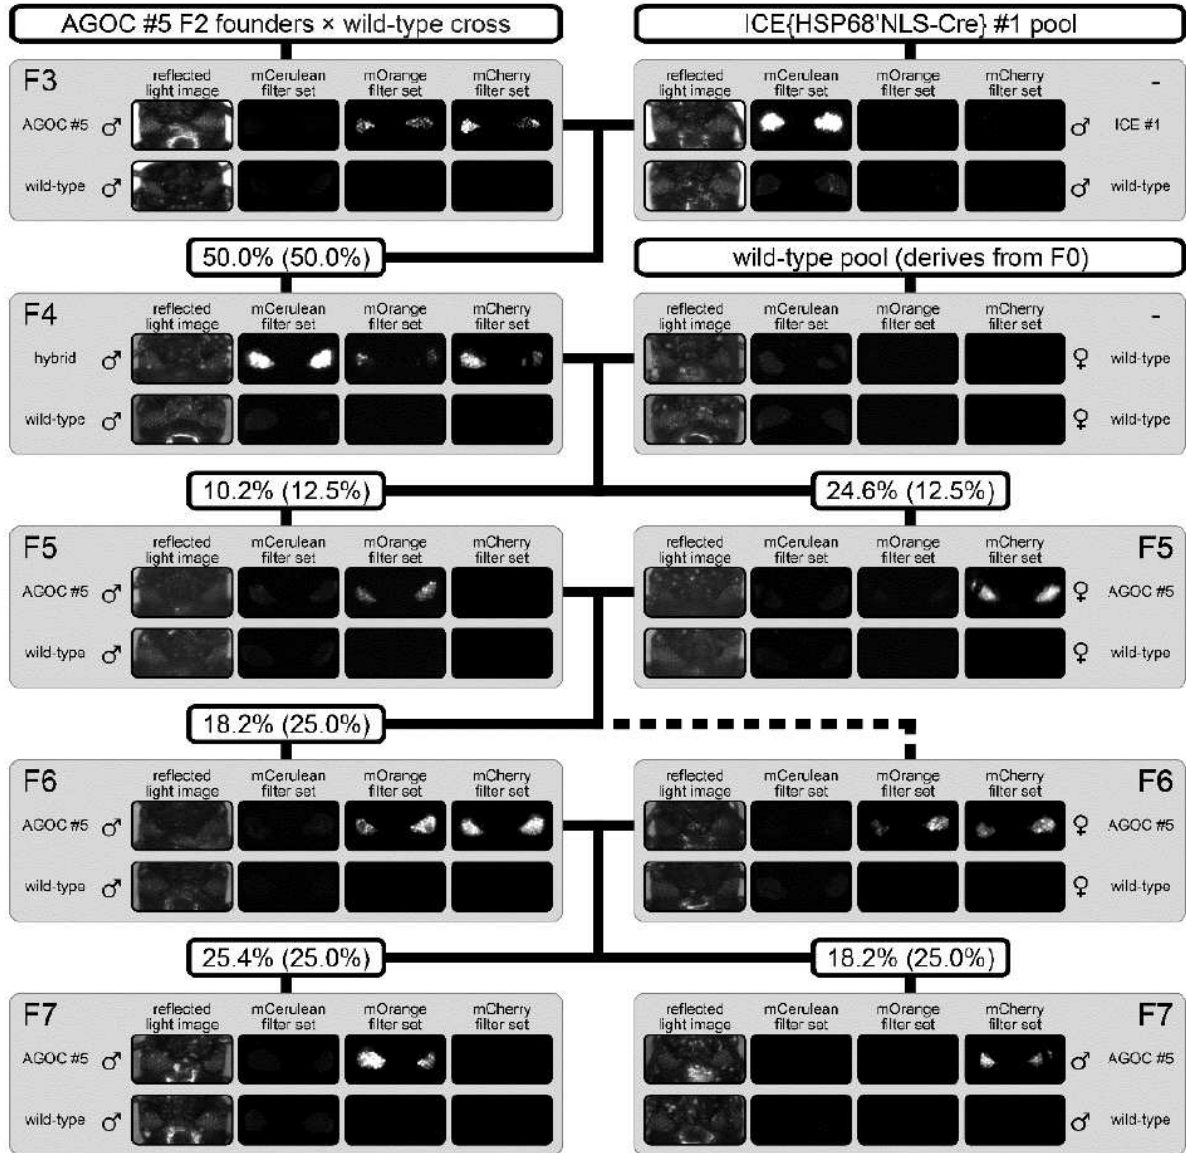 AGOC #5 F2 founders × wild-type cross
ICE{HSP68'NLS-Cre} #1 pool
F3
reflected light image
mCerulean filter set
mOrange filter set
mCherry filter set
AGOC #5 ♂
wild-type ♂
reflected light image
mCerulean filter set
mOrange filter set
mCherry filter set
-
♂ ICE #1
♂ wild-type
50.0% (50.0%)
wild-type pool (derives from F0)
F4
reflected light image
mCerulean filter set
mOrange filter set
mCherry filter set
hybrid ♂
wild-type ♂
reflected light image
mCerulean filter set
mOrange filter set
mCherry filter set
-
♀ wild-type
♀ wild-type
10.2% (12.5%)
24.6% (12.5%)
F5
reflected light image
mCerulean filter set
mOrange filter set
mCherry filter set
AGOC #5 ♂
wild-type ♂
reflected light image
mCerulean filter set
mOrange filter set
mCherry filter set
F5
♀ AGOC #5
♀ wild-type
18.2% (25.0%)
F6
reflected light image
mCerulean filter set
mOrange filter set
mCherry filter set
AGOC #5 ♂
wild-type ♂
reflected light image
mCerulean filter set
mOrange filter set
mCherry filter set
F6
♀ AGOC #5
♀ wild-type
25.4% (25.0%)
18.2% (25.0%)
F7
reflected light image
mCerulean filter set
mOrange filter set
mCherry filter set
AGOC #5 ♂
wild-type ♂
reflected light image
mCerulean filter set
mOrange filter set
mCherry filter set
F7
♂ AGOC #5
♂ wild-type